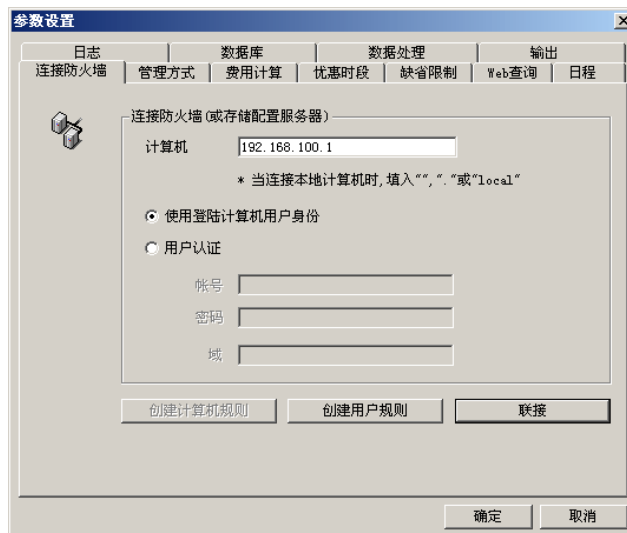 参数设置
日志 数据库 数据处理 输出
连接防火墙 管理方式 费用计算 优惠时段 缺省限制 Web查询 日程
连接防火墙(或存储配置服务器)
计算机 192.168.100.1
* 当连接本地计算机时,填入"","."或"local"
使用登陆计算机用户身份
用户认证
帐号
密码
域
创建计算机规则 创建用户规则 联接
确定 取消